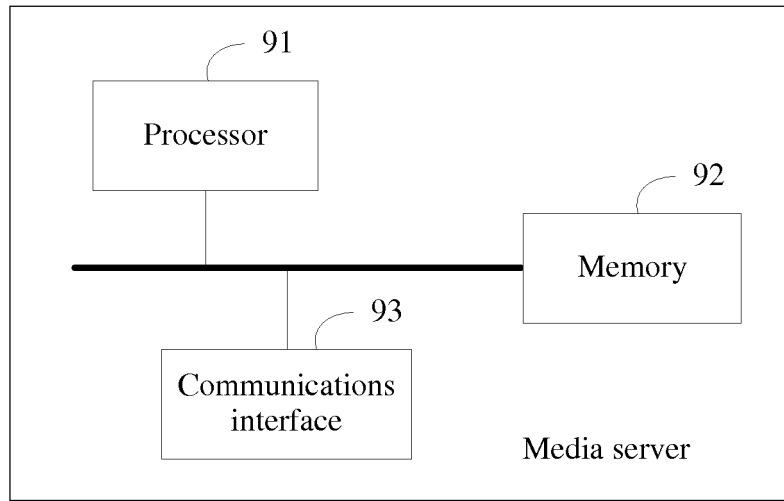 91
Processor
92
Memory
93
Communications
interface
Media server